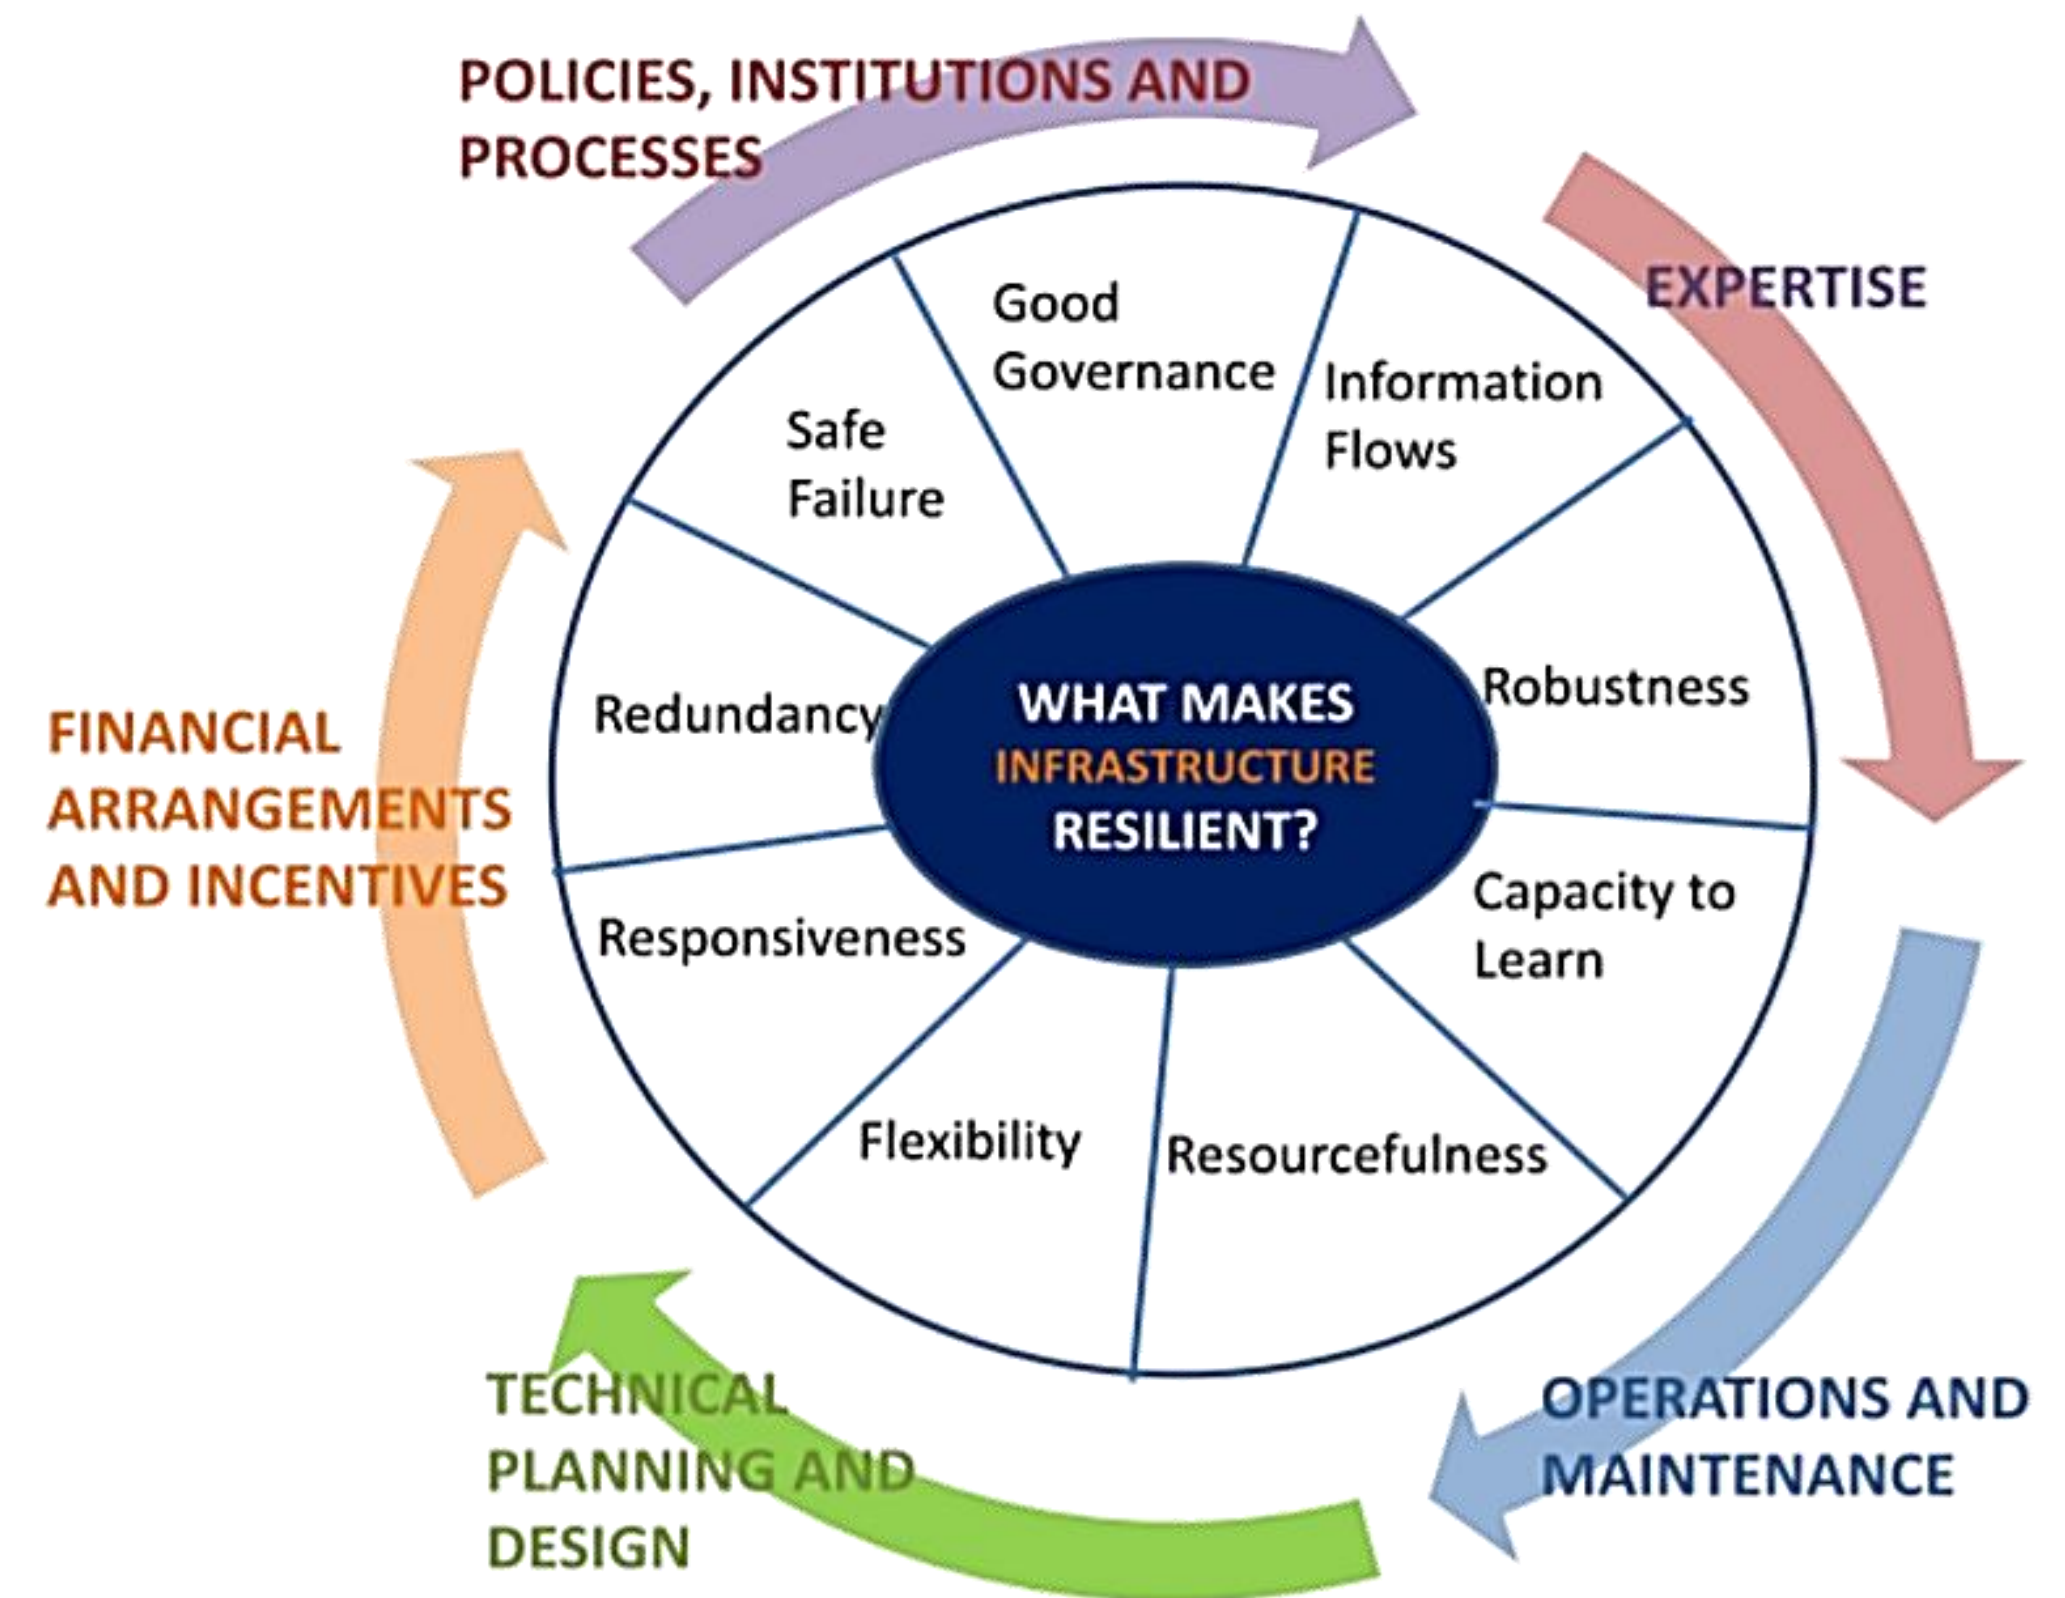 POLICIES, INSTITUTIONS AND
PROCESSES
EXPERTISE
Good
Governance
Information
Flows
Safe
Failure
Robustness
Redundancy
WHAT MAKES
INFRASTRUCTURE
RESILIENT?
FINANCIAL
ARRANGEMENTS
AND INCENTIVES
Capacity to
Learn
Responsiveness
Flexibility
Resourcefulness
TECHNICAL
PLANNING AND
DESIGN
OPERATIONS AND
MAINTENANCE